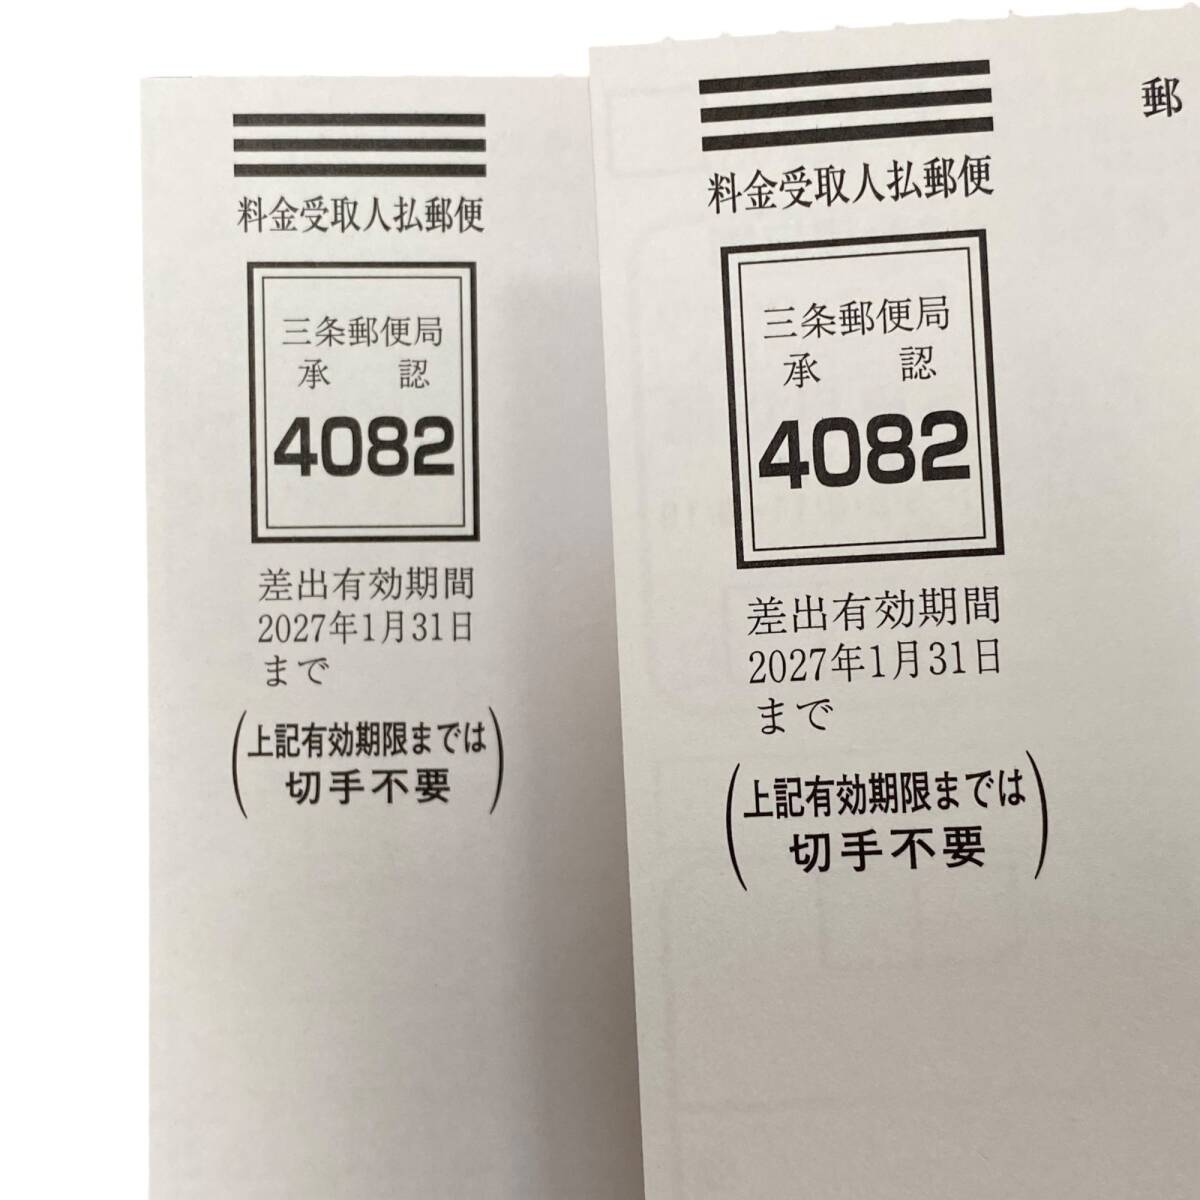 料金受取人払郵便
三条郵便局
承 認
4082
差出有効期間
2027年1月31日
まで
上記有効期限までは
切手不要
郵
料金受取人払郵便
三条郵便局
承 認
4082
差出有効期間
2027年1月31日
まで
上記有効期限までは
切手不要